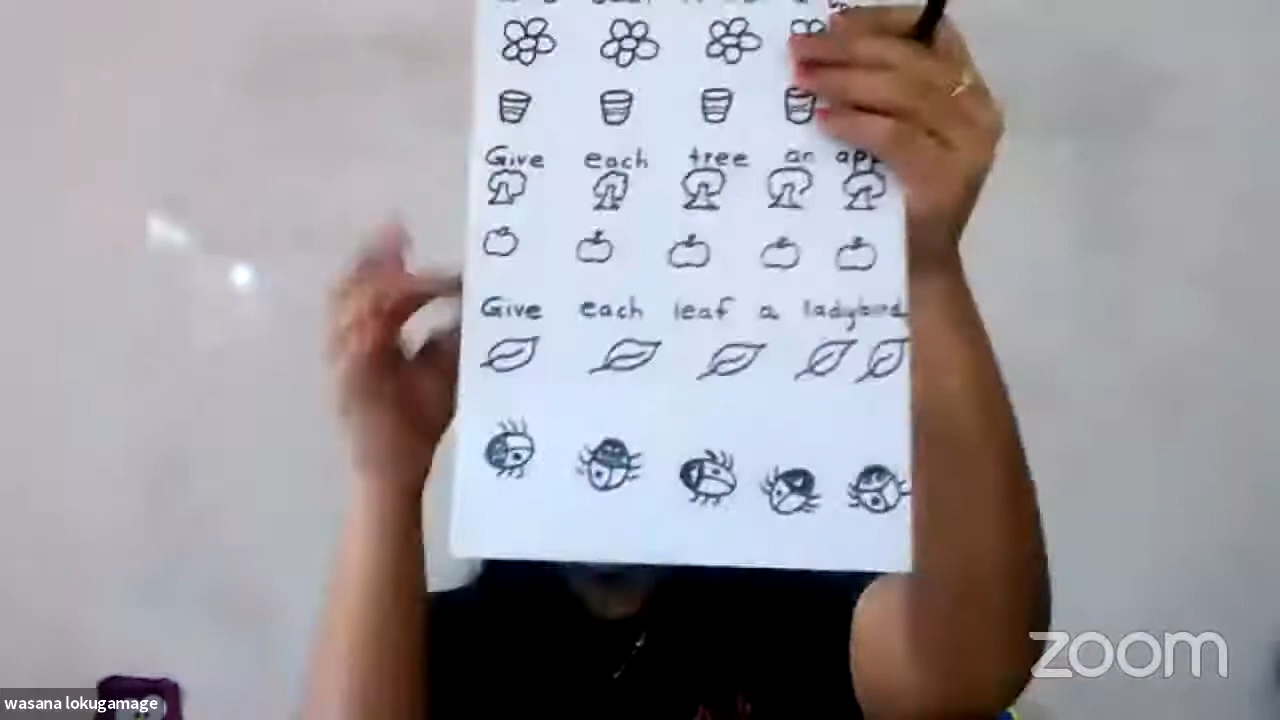 Give each tree an
Give each leaf a ladybird
zoom
wasana lokugamage